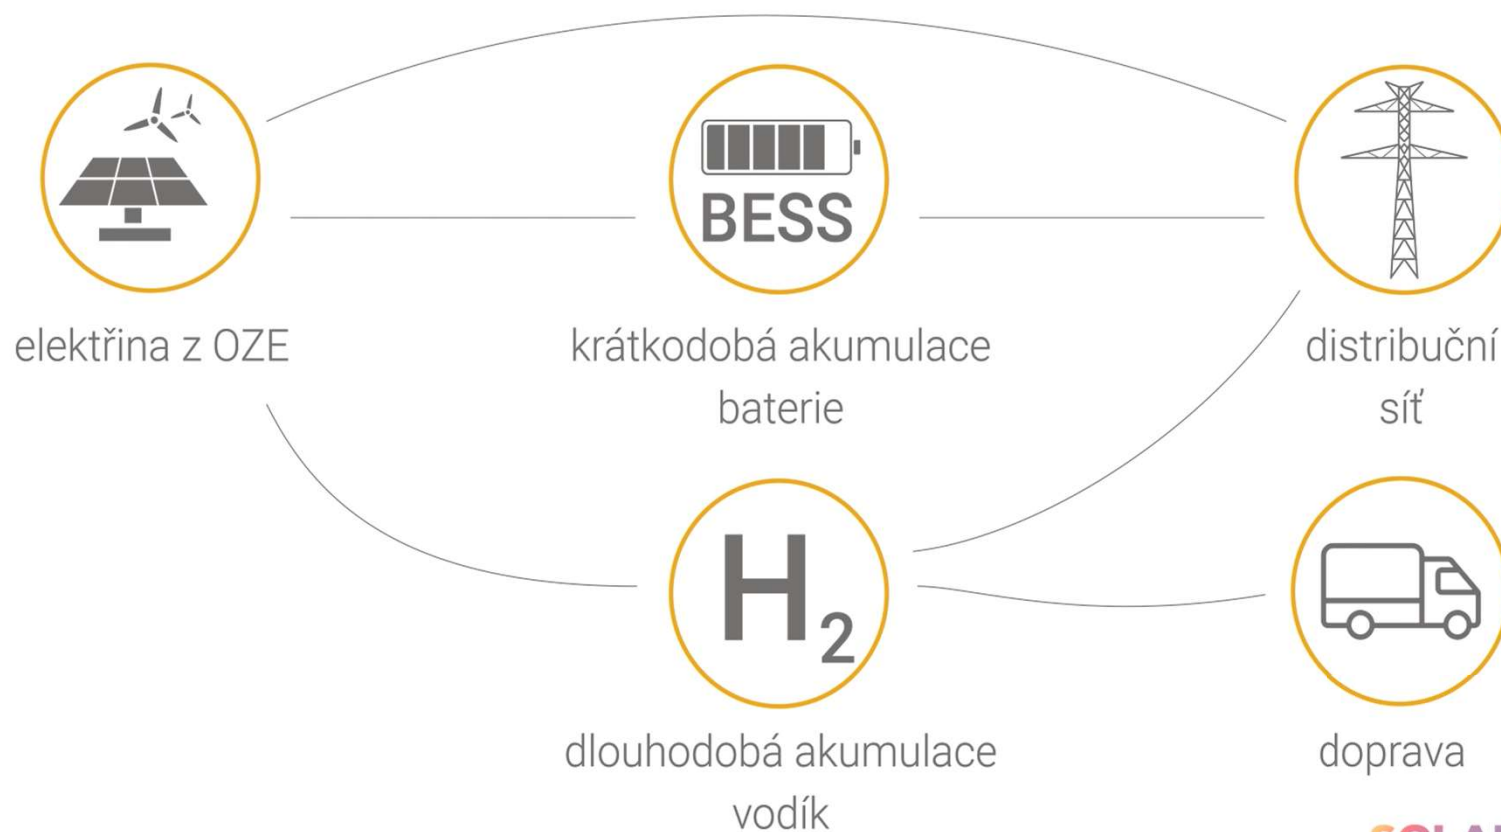 BESS
elektřina z OZE
krátkodobá akumulace
baterie
distribuční
síť
H₂
dlouhodobá akumulace
vodík
doprava